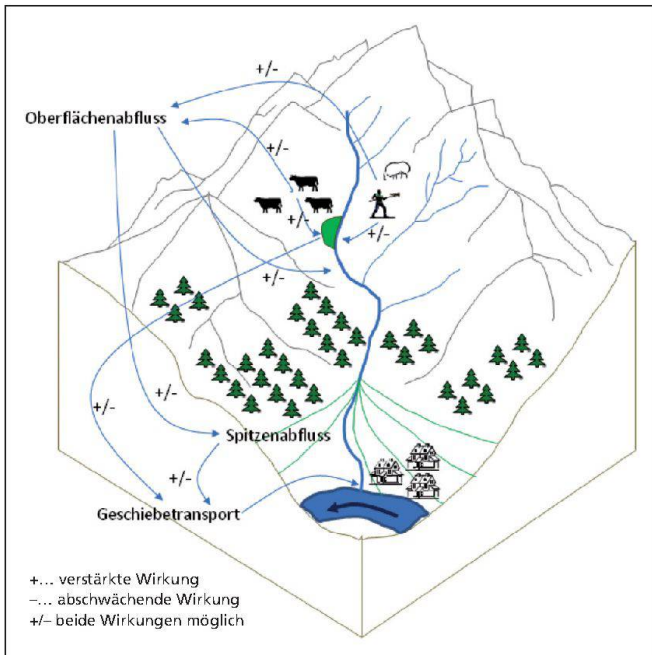 +/-
Oberflächenabfluss
+/-
+/-
+/-
+/-
+/-
+/-
Spitzenabfluss
+/-
Geschiebetransport
+... verstärkte Wirkung
–... abschwächende Wirkung
+/– beide Wirkungen möglich